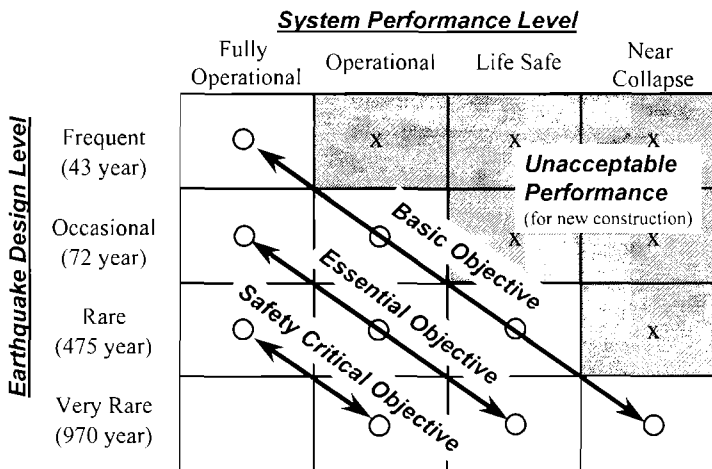 System Performance Level
Fully
Operational
Operational
Life Safe
Near
Collapse
Earthquake Design Level
Frequent
(43 year)
Occasional
(72 year)
Rare
(475 year)
Very Rare
(970 year)
x
x
x
Unacceptable
Performance
(for new construction)
x
x
x
Basic Objective
Essential Objective
Safety Critical Objective